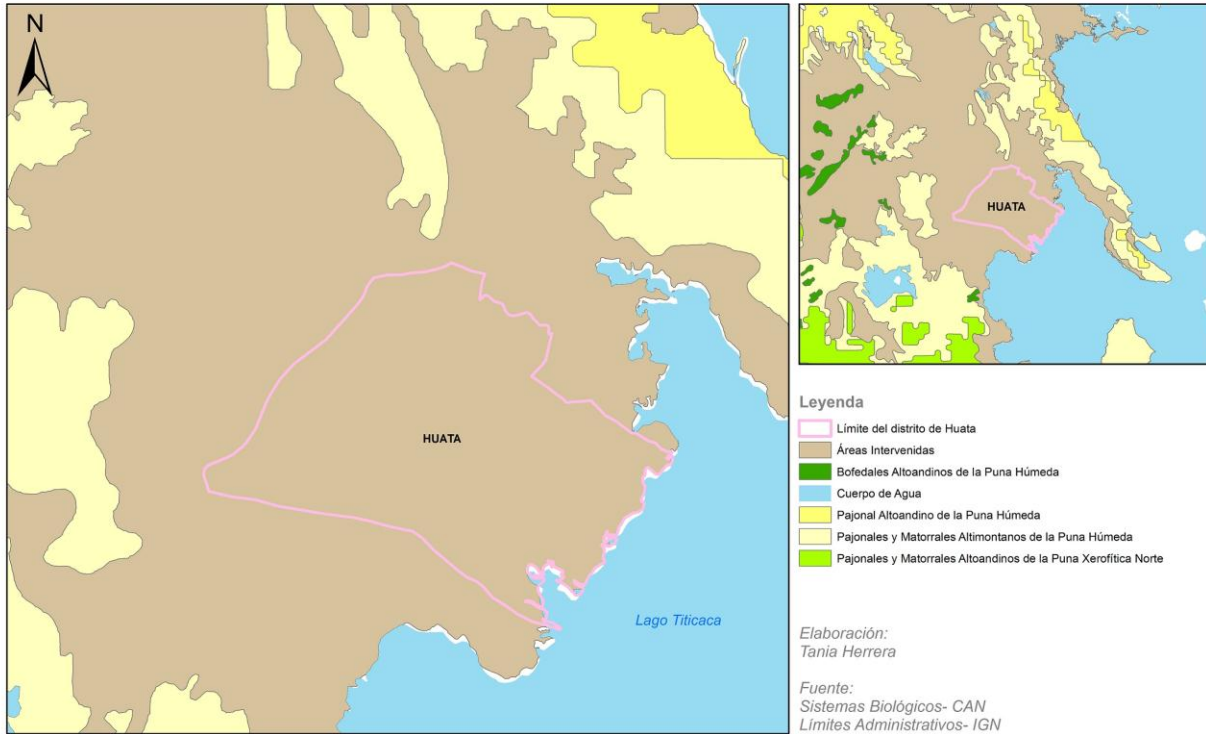 N
HUATA
Lago Titicaca
HUATA
Leyenda
Límite del distrito de Huata
Áreas Intervenidas
Bofedales Altoandinos de la Puna Húmeda
Cuerpo de Agua
Pajonal Altoandino de la Puna Húmeda
Pajonales y Matorrales Altimontanos de la Puna Húmeda
Pajonales y Matorrales Altoandinos de la Puna Xerofítica Norte
Elaboración:
Tania Herrera
Fuente:
Sistemas Biológicos- CAN
Límites Administrativos- IGN